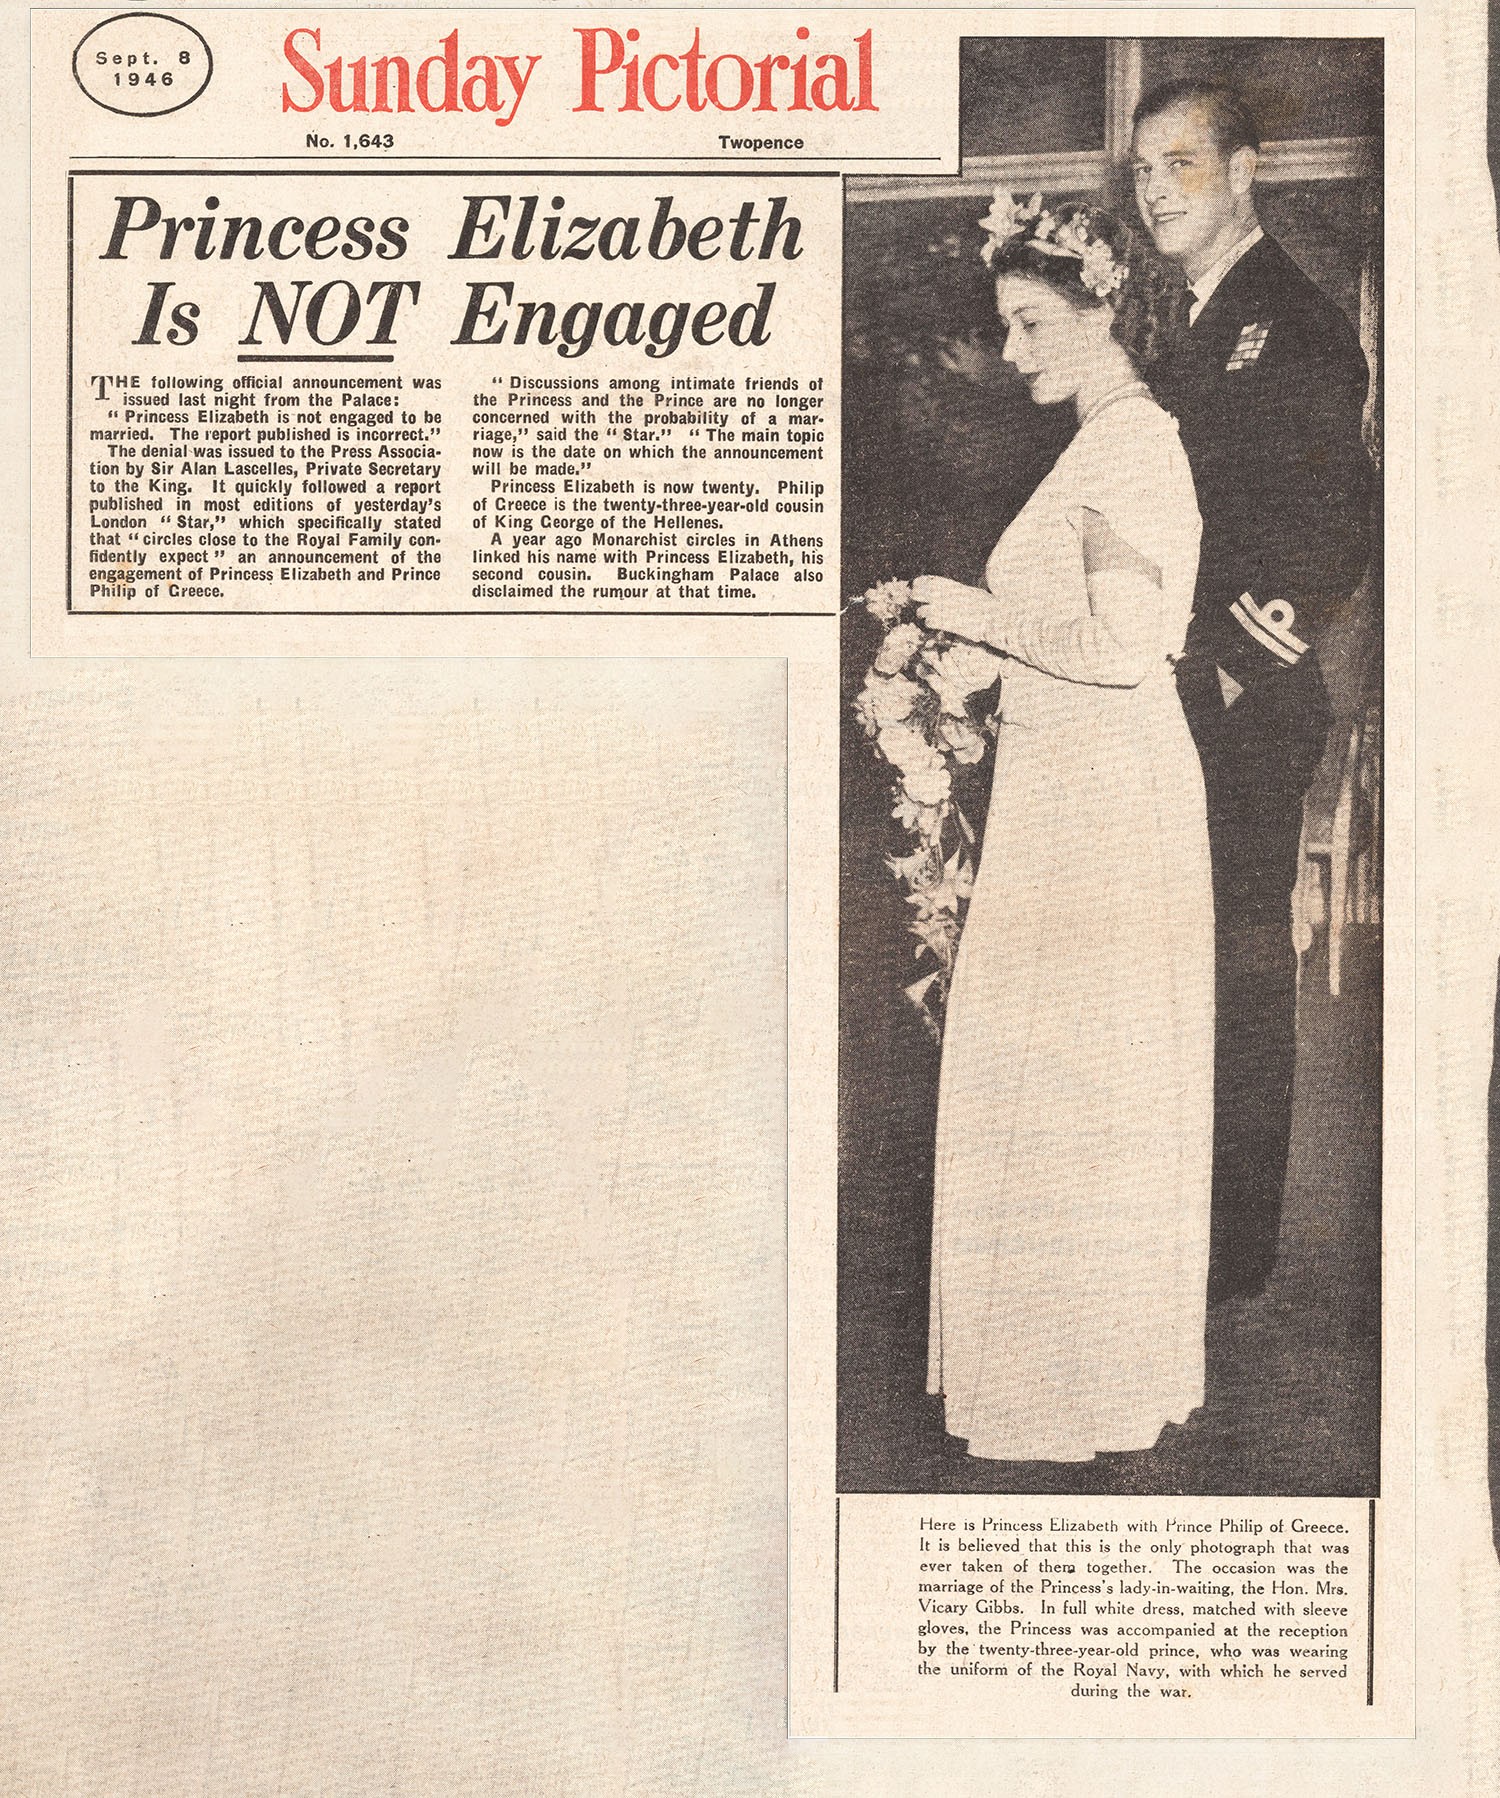 Sept. 8
1946
Sunday Pictorial
No. 1,643
Twopence
Princess Elizabeth
Is NOT Engaged
THE following official announcement was
issued last night from the Palace:
“ Princess Elizabeth is not engaged to be
married. The report published is incorrect.”
The denial was issued to the Press Associa-
tion by Sir Alan Lascelles, Private Secretary
to the King. It quickly followed a report
published in most editions of yesterday’s
London “ Star,” which specifically stated
that “ circles close to the Royal Family con-
fidently expect ” an announcement of the
engagement of Princess Elizabeth and Prince
Philip of Greece.
“ Discussions among intimate friends of
the Princess and the Prince are no longer
concerned with the probability of a mar-
riage,” said the “ Star.” “ The main topic
now is the date on which the announcement
will be made.”
Princess Elizabeth is now twenty. Philip
of Greece is the twenty-three-year-old cousin
of King George of the Hellenes.
A year ago Monarchist circles in Athens
linked his name with Princess Elizabeth, his
second cousin. Buckingham Palace also
disclaimed the rumour at that time.
Here is Princess Elizabeth with Prince Philip of Greece.
It is believed that this is the only photograph that was
ever taken of them together. The occasion was the
marriage of the Princess’s lady-in-waiting, the Hon. Mrs.
Vicary Gibbs. In full white dress, matched with sleeve
gloves, the Princess was accompanied at the reception
by the twenty-three-year-old prince, who was wearing
the uniform of the Royal Navy, with which he served
during the war.